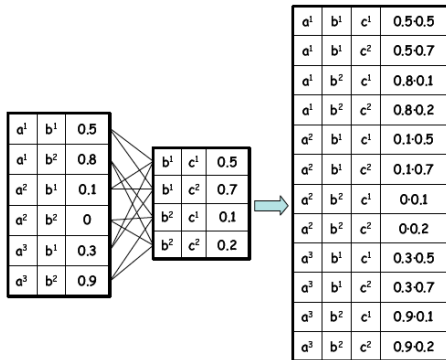 a¹ b¹ 0.5
a¹ b² 0.8
a² b¹ 0.1
a² b² 0
a³ b¹ 0.3
a³ b² 0.9
b¹ c¹ 0.5
b¹ c² 0.7
b² c¹ 0.1
b² c² 0.2
a¹ b¹ c¹ 0.5·0.5
a¹ b¹ c² 0.5·0.7
a¹ b² c¹ 0.8·0.1
a¹ b² c² 0.8·0.2
a² b¹ c¹ 0.1·0.5
a² b¹ c² 0.1·0.7
a² b² c¹ 0·0.1
a² b² c² 0·0.2
a³ b¹ c¹ 0.3·0.5
a³ b¹ c² 0.3·0.7
a³ b² c¹ 0.9·0.1
a³ b² c² 0.9·0.2